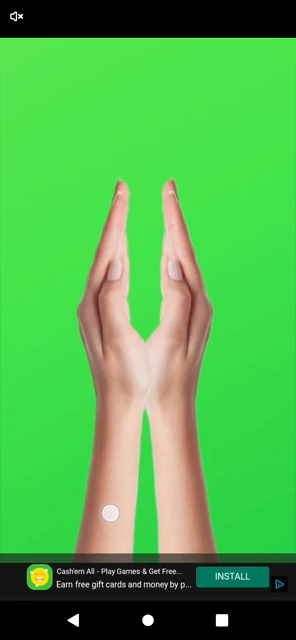 Cash'em All - Play Games & Get Free...
Earn free gift cards and money by p...
INSTALL